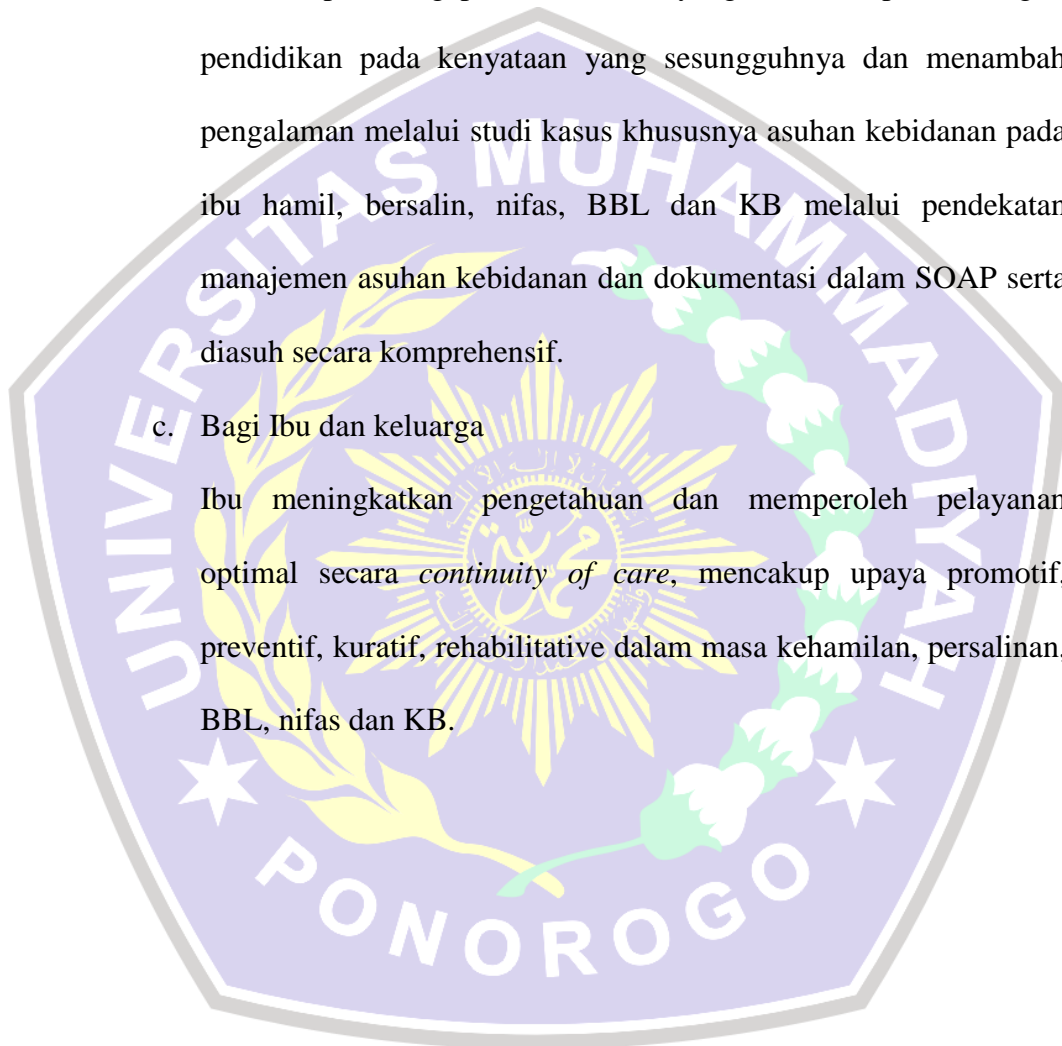 pendidikan pada kenyataan yang sesungguhnya dan menambah
pengalaman melalui studi kasus khususnya asuhan kebidanan pada
ibu hamil, bersalin, nifas, BBL dan KB melalui pendekatan
manajemen asuhan kebidanan dan dokumentasi dalam SOAP serta
diasuh secara komprehensif.
c. Bagi Ibu dan keluarga
Ibu meningkatkan pengetahuan dan memperoleh pelayanan
optimal secara continuity of care, mencakup upaya promotif,
preventif, kuratif, rehabilitative dalam masa kehamilan, persalinan,
BBL, nifas dan KB.
UNIVERSITAS MUHAMMADIYAH
PONOROGO